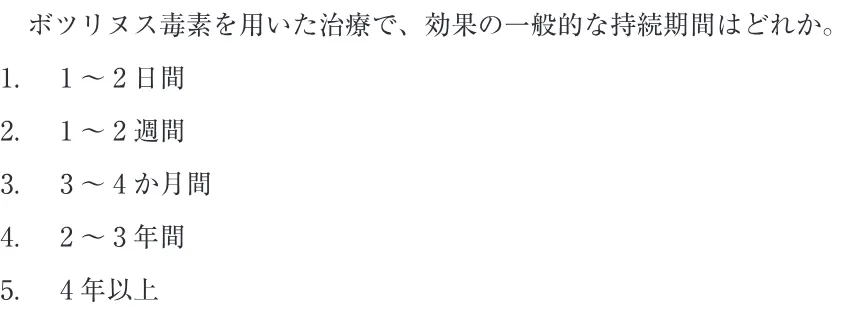 ボツリヌス毒素を用いた治療で、効果の一般的な持続期間はどれか。
1. 1～2日間
2. 1～2週間
3. 3～4か月間
4. 2～3年間
5. 4年以上